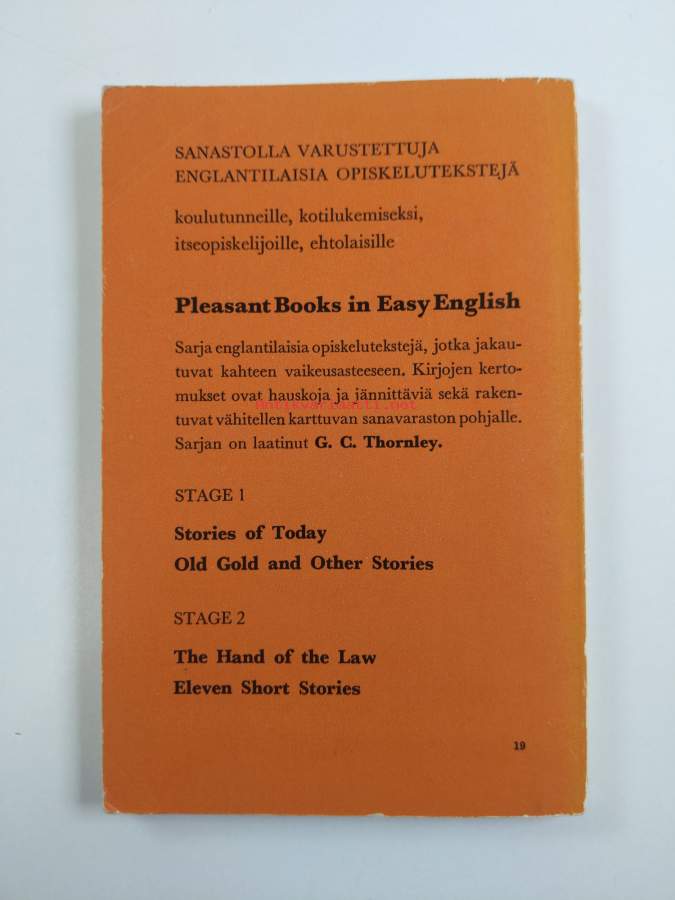 SANASTOLLA VARUSTETTUJA
ENGLANTILAISIA OPISKELUTEKSTEJÄ
koulutunneille, kotilukemiseksi,
itseopiskelijoille, ehtolaisille
Pleasant Books in Easy English
Sarja englantilaisia opiskelutekstejä, jotka jakau-
tuvat kahteen vaikeusasteeseen. Kirjojen kerto-
mukset ovat hauskoja ja jännittäviä sekä raken-
antikvariaatti.net
tuvat vähitellen karttuvan sanavaraston pohjalle.
Sarjan on laatinut G. C. Thornley.
STAGE 1
Stories of Today
Old Gold and Other Stories
STAGE 2
The Hand of the Law
Eleven Short Stories
19